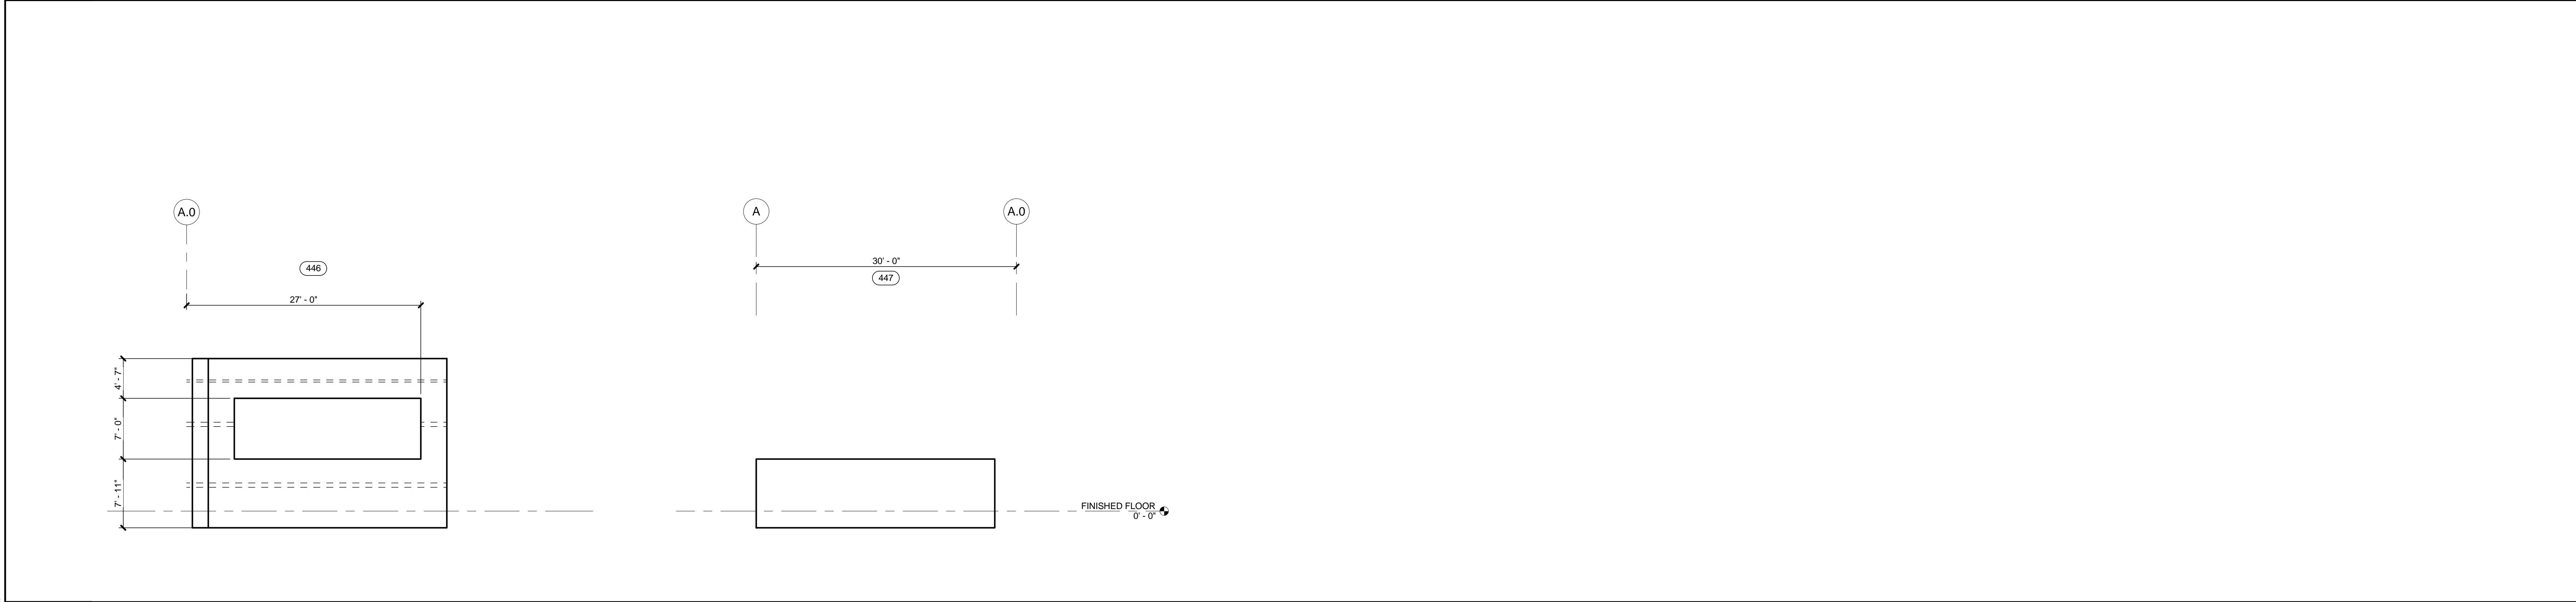 A.0
A
A.0
30' - 0"
446
447
27' - 0"
4' - 7"
7' - 0"
7' - 11"
FINISHED FLOOR
0' - 0"